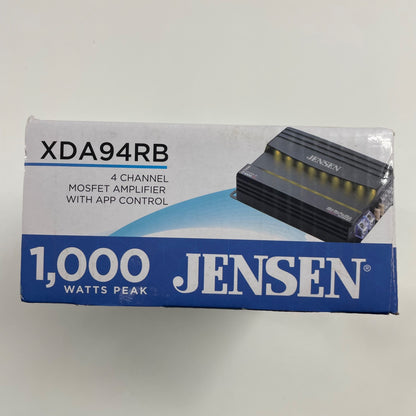 XDA94RB
4 CHANNEL
MOSFET AMPLIFIER
WITH APP CONTROL
JENSEN
1,000
WATTS PEAK
JENSEN®